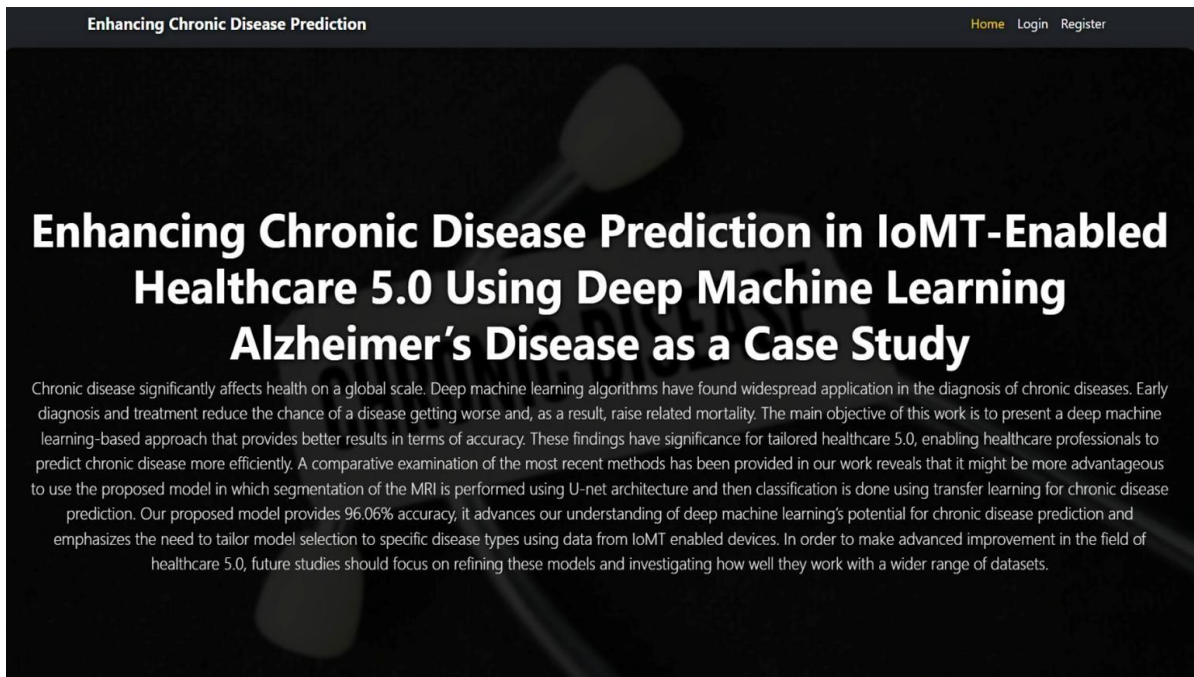 Enhancing Chronic Disease Prediction
Home Login Register
Enhancing Chronic Disease Prediction in IoMT-Enabled
Healthcare 5.0 Using Deep Machine Learning
Alzheimer's Disease as a Case Study
CHRONIC DISEASE
Chronic disease significantly affects health on a global scale. Deep machine learning algorithms have found widespread application in the diagnosis of chronic diseases. Early
diagnosis and treatment reduce the chance of a disease getting worse and, as a result, raise related mortality. The main objective of this work is to present a deep machine
learning-based approach that provides better results in terms of accuracy. These findings have significance for tailored healthcare 5.0, enabling healthcare professionals to
predict chronic disease more efficiently. A comparative examination of the most recent methods has been provided in our work reveals that it might be more advantageous
to use the proposed model in which segmentation of the MRI is performed using U-net architecture and then classification is done using transfer learning for chronic disease
prediction. Our proposed model provides 96.06% accuracy, it advances our understanding of deep machine learning's potential for chronic disease prediction and
emphasizes the need to tailor model selection to specific disease types using data from IoMT enabled devices. In order to make advanced improvement in the field of
healthcare 5.0, future studies should focus on refining these models and investigating how well they work with a wider range of datasets.